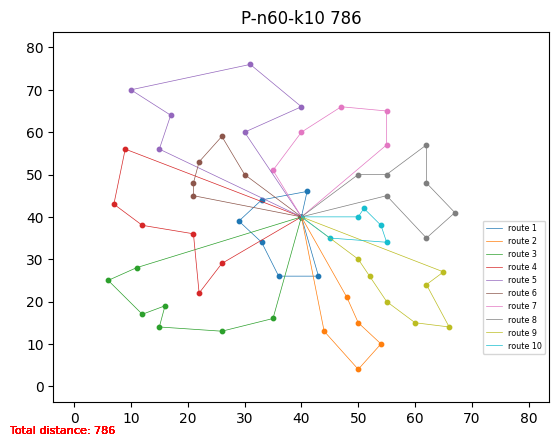 P-n60-k10 786
80
70
60
50
40
30
20
10
0
0 10 20 30 40 50 60 70 80
route 1
route 2
route 3
route 4
route 5
route 6
route 7
route 8
route 9
route 10
Total distance: 786